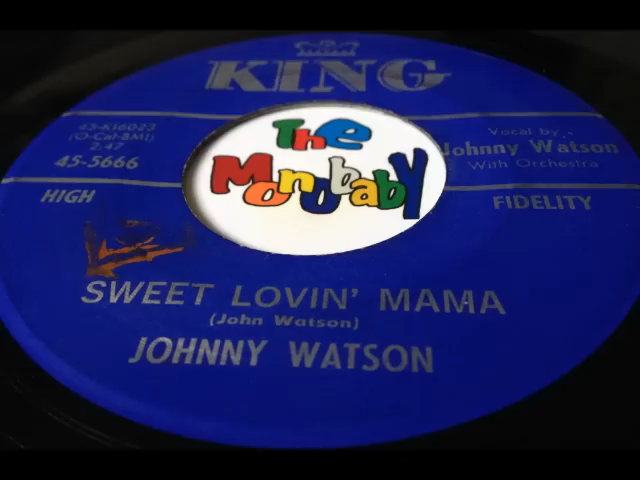 KING
45-K16023
(O-Cal-BMI)
2:47
45-5666
Vocal by
Johnny Watson
With Orchestra
The
Monobaby
HIGH
FIDELITY
SWEET LOVIN' MAMA
(John Watson)
JOHNNY WATSON